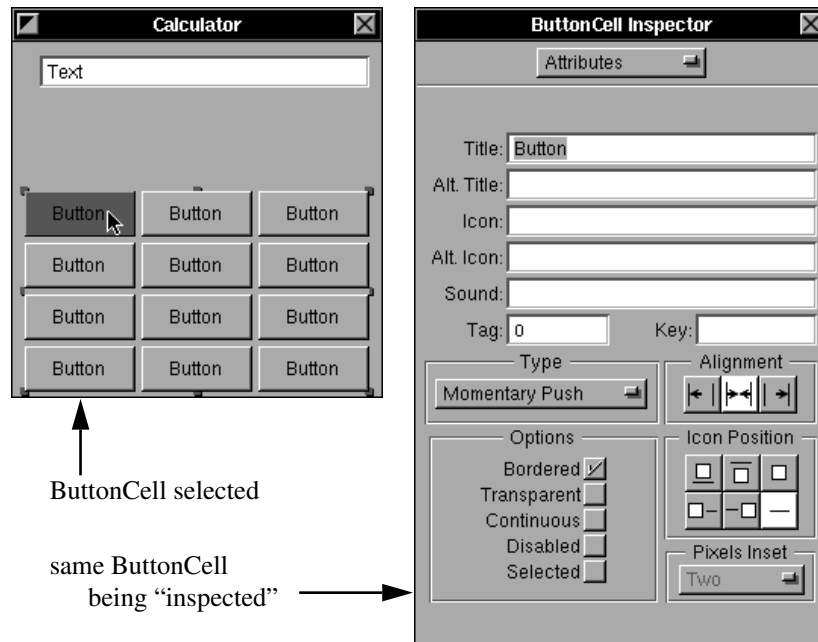 Calculator
Text
Button Button Button
Button Button Button
Button Button Button
Button Button Button
ButtonCell selected
same ButtonCell
being “inspected”
ButtonCell Inspector
Attributes
Title: Button
Alt. Title:
Icon:
Alt. Icon:
Sound:
Tag: 0 Key:
Type
Momentary Push
Alignment
Options
Bordered
Transparent
Continuous
Disabled
Selected
Icon Position
Pixels Inset
Two